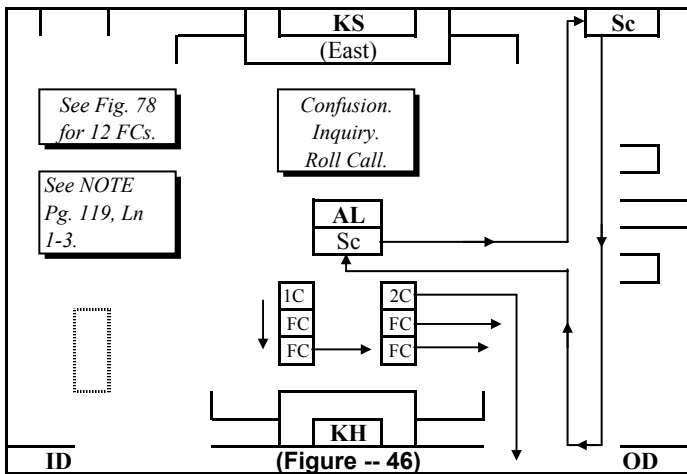 KS
Sc
(East)
See Fig. 78
for 12 FCs.
Confusion.
Inquiry.
Roll Call.
See NOTE
Pg. 119, Ln
1-3.
AL
Sc
1C
2C
FC
FC
FC
FC
KH
ID
(Figure -- 46)
OD